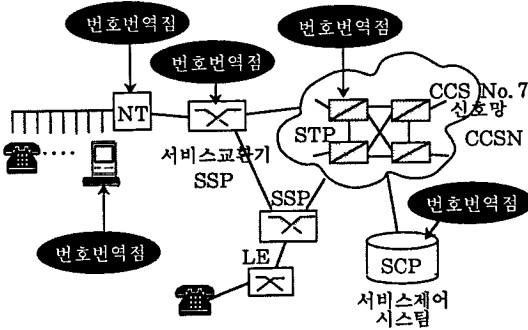 번호번역점
번호번역점
번호번역점
NT
CCS No. 7
신호망
STP
CCSN
서비스교환기
SSP
SSP
번호번역점
번호번역점
LE
SCP
서비스제어
시스템